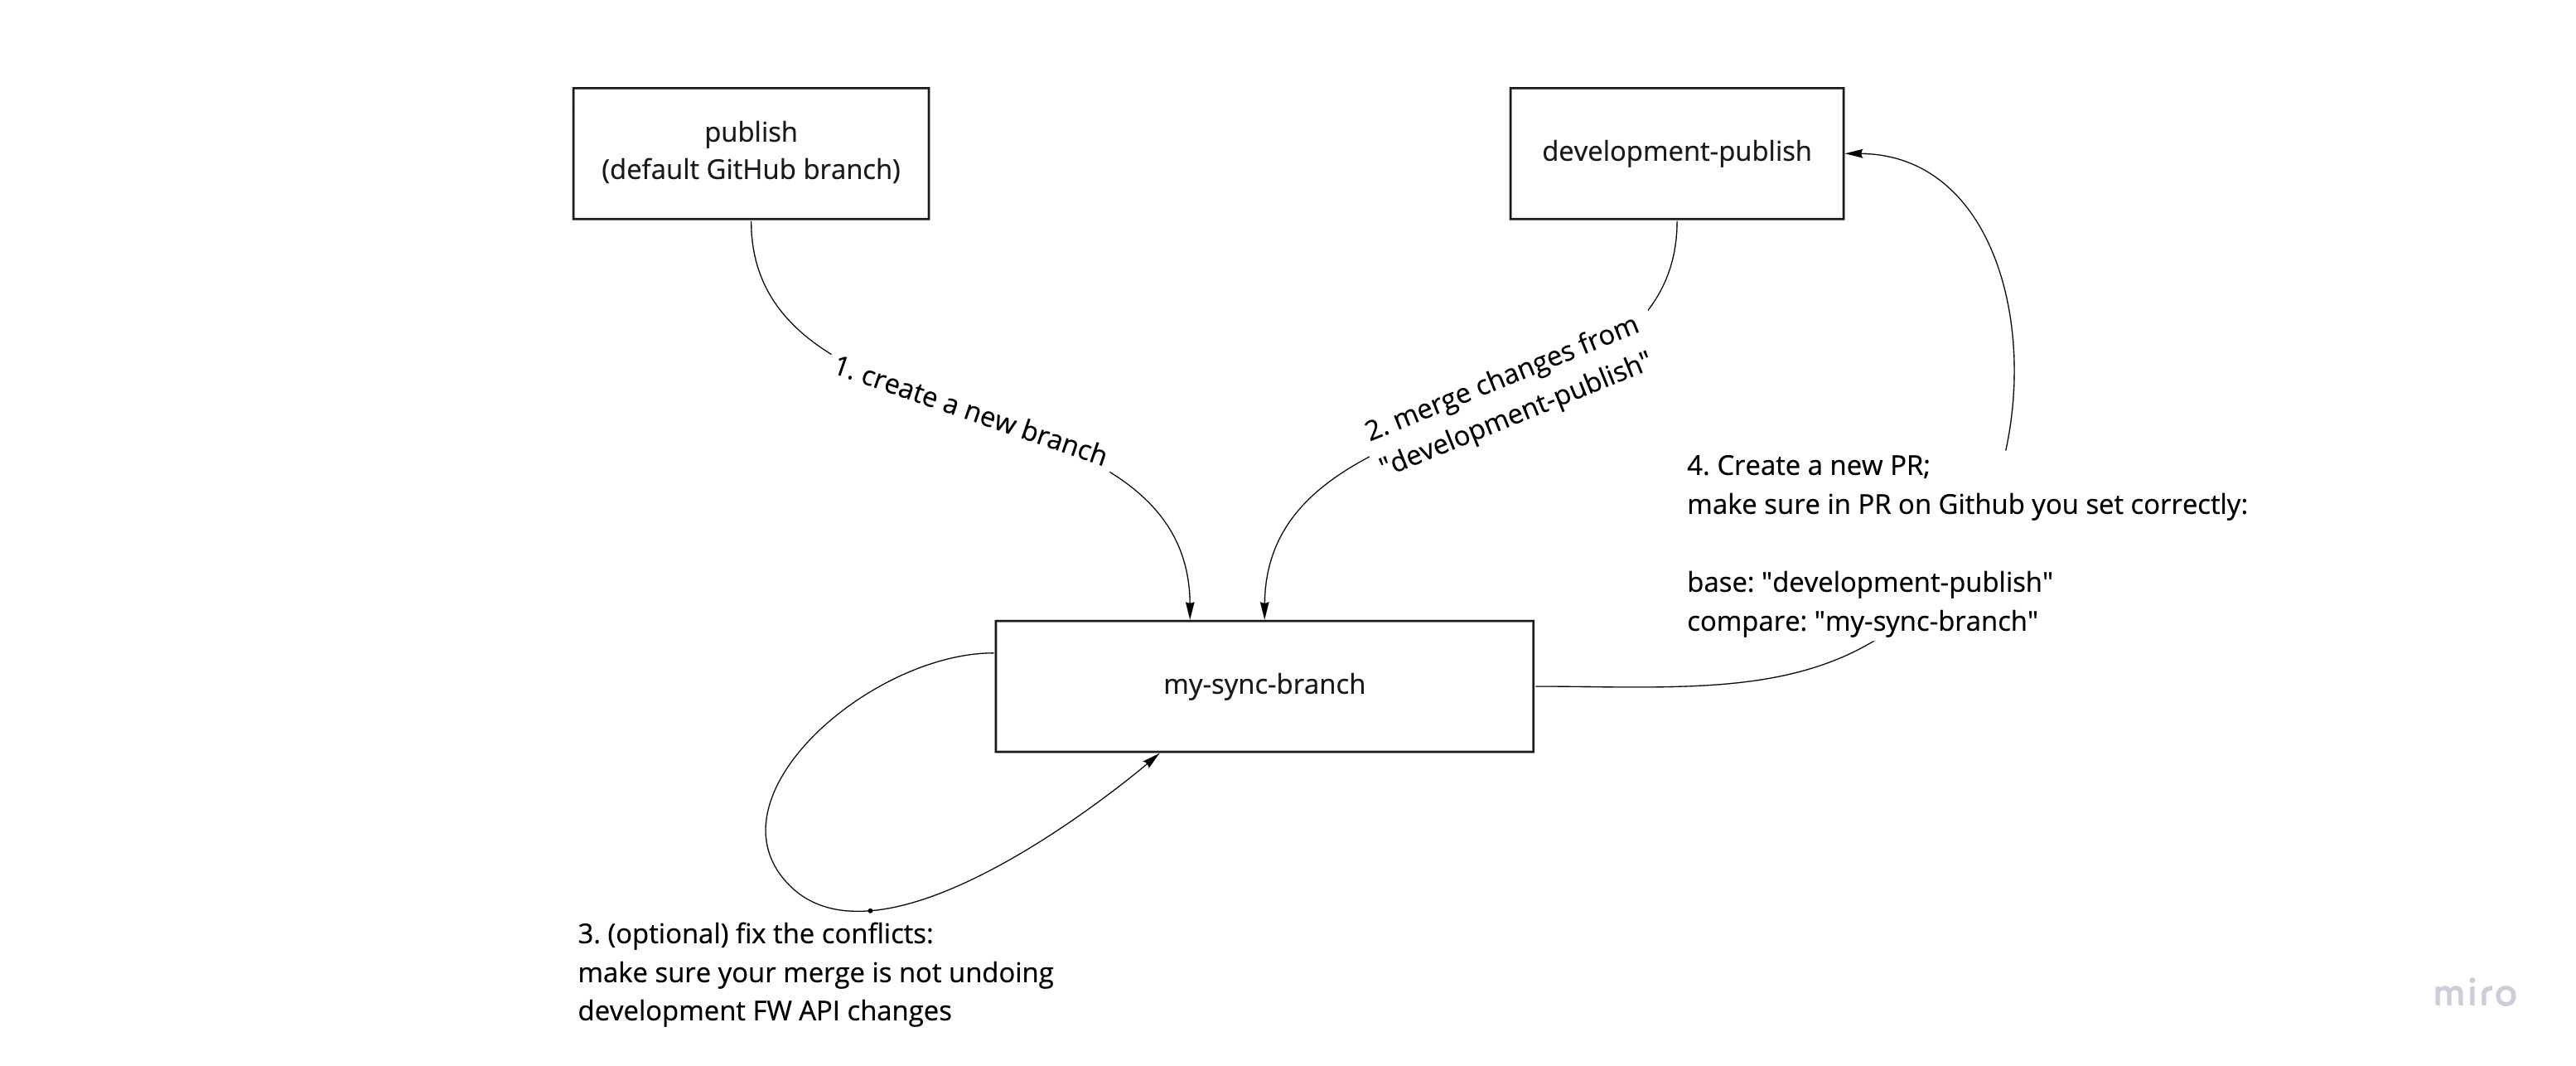 publish
(default GitHub branch)
development-publish
1. create a new branch
2. merge changes from
"development-publish"
4. Create a new PR;
make sure in PR on Github you set correctly:
base: "development-publish"
compare: "my-sync-branch"
my-sync-branch
3. (optional) fix the conflicts:
make sure your merge is not undoing
development FW API changes
miro